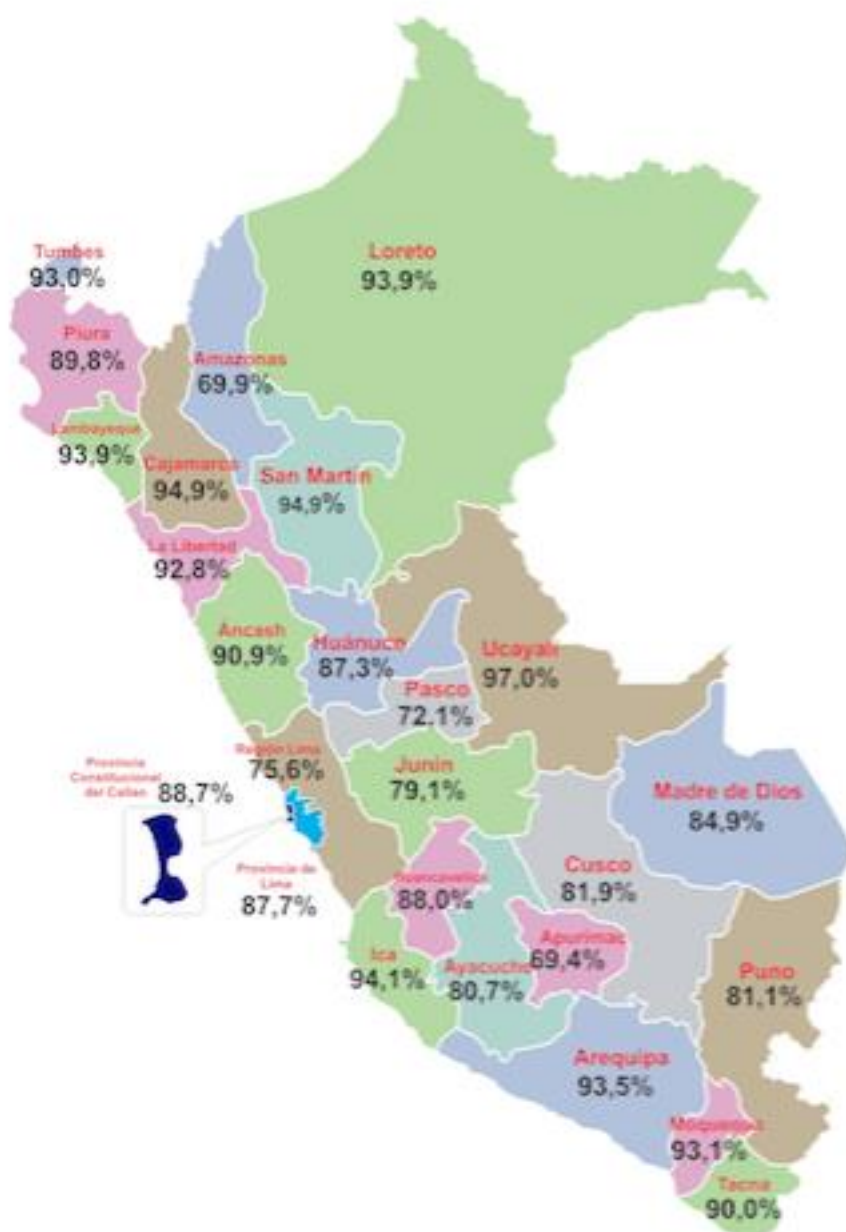 Tumbes
93,0%
Loreto
93,9%
Piura
89,8%
Amazonas
69,9%
Lambayeque
93,9%
Cajamarca
94,9%
San Martín
94,9%
La Libertad
92,8%
Ancash
90,9%
Huánuco
87,3%
Ucayali
97,0%
Pasco
72.1%
Región Lima
75,6%
Provincia
Constitucional
del Callao
88,7%
Junín
79,1%
Madre de Dios
84,9%
Provincia de
Lima
87,7%
Huancavelica
88,0%
Cusco
81,9%
Ica
94,1%
Ayacucho
80,7%
Apurímac
69,4%
Puno
81,1%
Arequipa
93,5%
Moquegua
93,1%
Tacna
90.0%